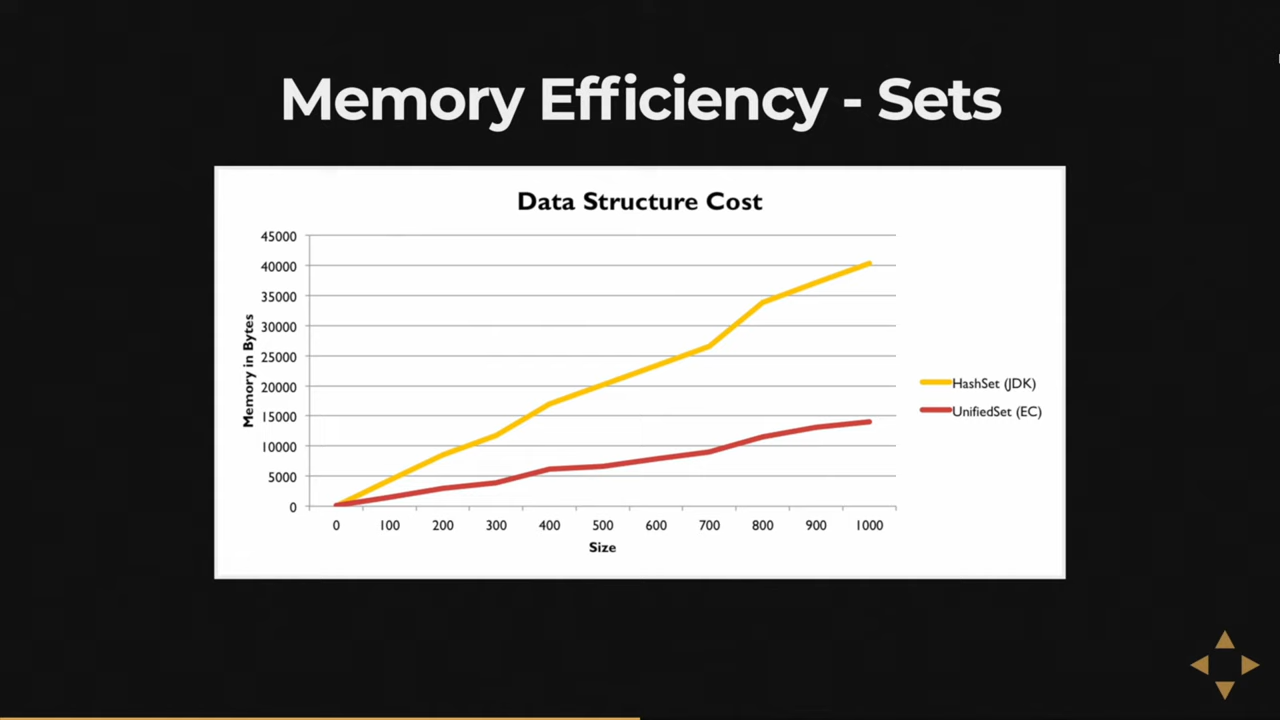 Memory Efficiency - Sets
Data Structure Cost
45000
40000
35000
30000
25000
20000
15000
10000
5000
0
Memory in Bytes
0 100 200 300 400 500 600 700 800 900 1000
Size
HashSet (JDK)
UnifiedSet (EC)